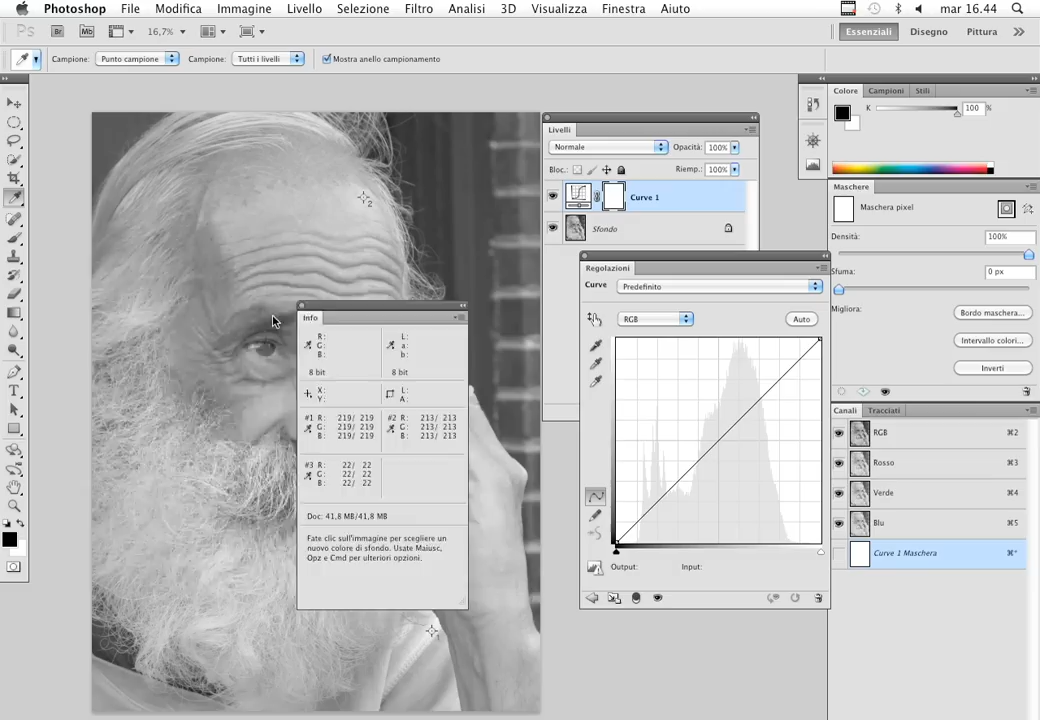 Photoshop File Modifica Immagine Livello Selezione Filtro Analisi 3D Visualizza Finestra Aiuto mar 16.44
Ps Br Mb 16,7% Essenziali Disegno Pittura
Campione: Punto campione Campione: Tutti i livelli Mostra anello campionamento
Colore Campioni Stili
K 100 %
Livelli
Normale Opacità: 100%
Bloc.: Riemp.: 100%
Curve 1
Sfondo
Maschere
Maschera pixel
Densità: 100%
Sfuma: 0 px
Migliora: Bordo maschera...
Intervallo colori...
Inverti
Regolazioni
Curve Predefinito
RGB Auto
Output: Input:
Info
R: L:
G: a:
B: b:
8 bit 8 bit
X: L:
Y: A:
#1 R: 219/ 219 #2 R: 213/ 213
G: 219/ 219 G: 213/ 213
B: 219/ 219 B: 213/ 213
#3 R: 22/ 22
G: 22/ 22
B: 22/ 22
Doc: 41,8 MB/41,8 MB
Fate clic sull'immagine per scegliere un
nuovo colore di sfondo. Usate Maiusc,
Opz e Cmd per ulteriori opzioni.
Canali Tracciati
RGB ⌘2
Rosso ⌘3
Verde ⌘4
Blu ⌘5
Curve 1 Maschera
2
1